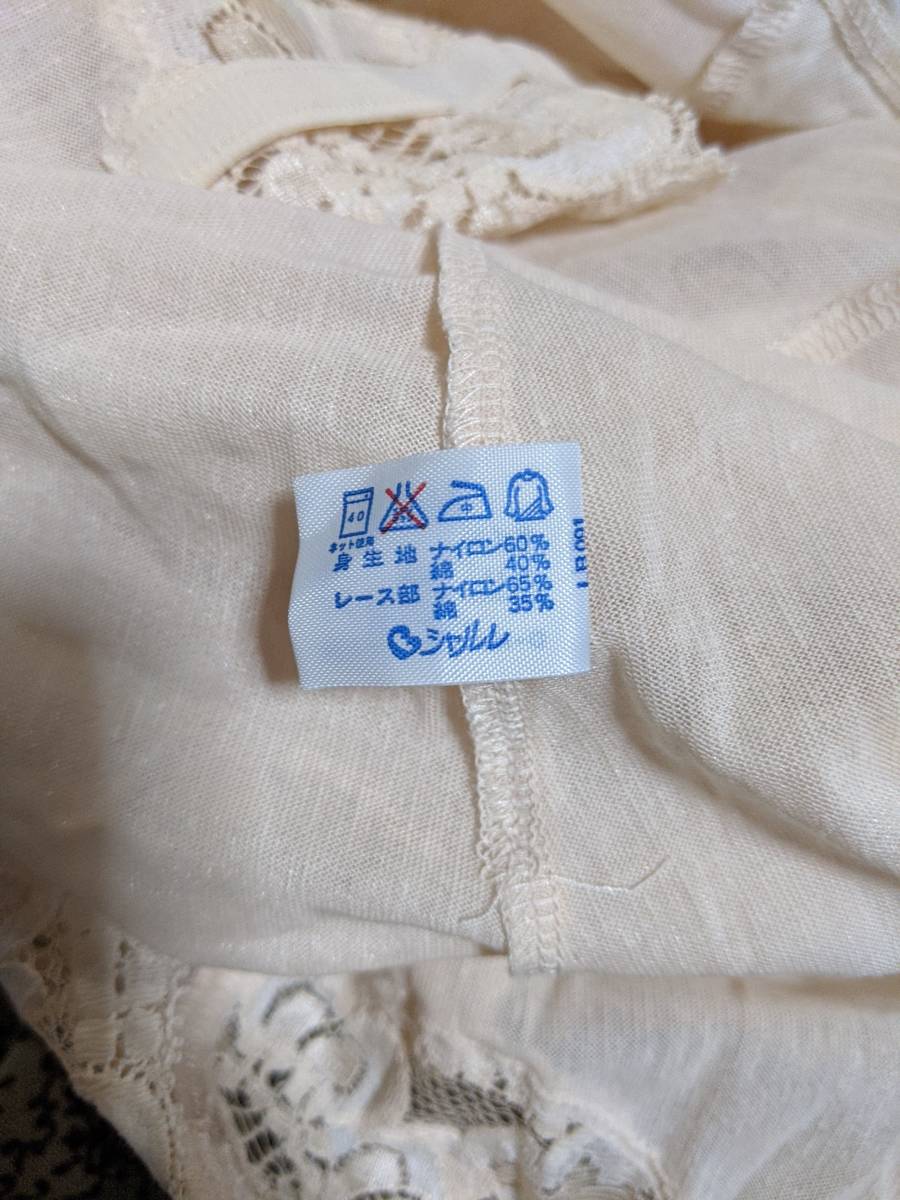 40
ネット使用
身生地 ナイロン60%
綿 40%
レース部 ナイロン65%
綿 35%
シャルレ